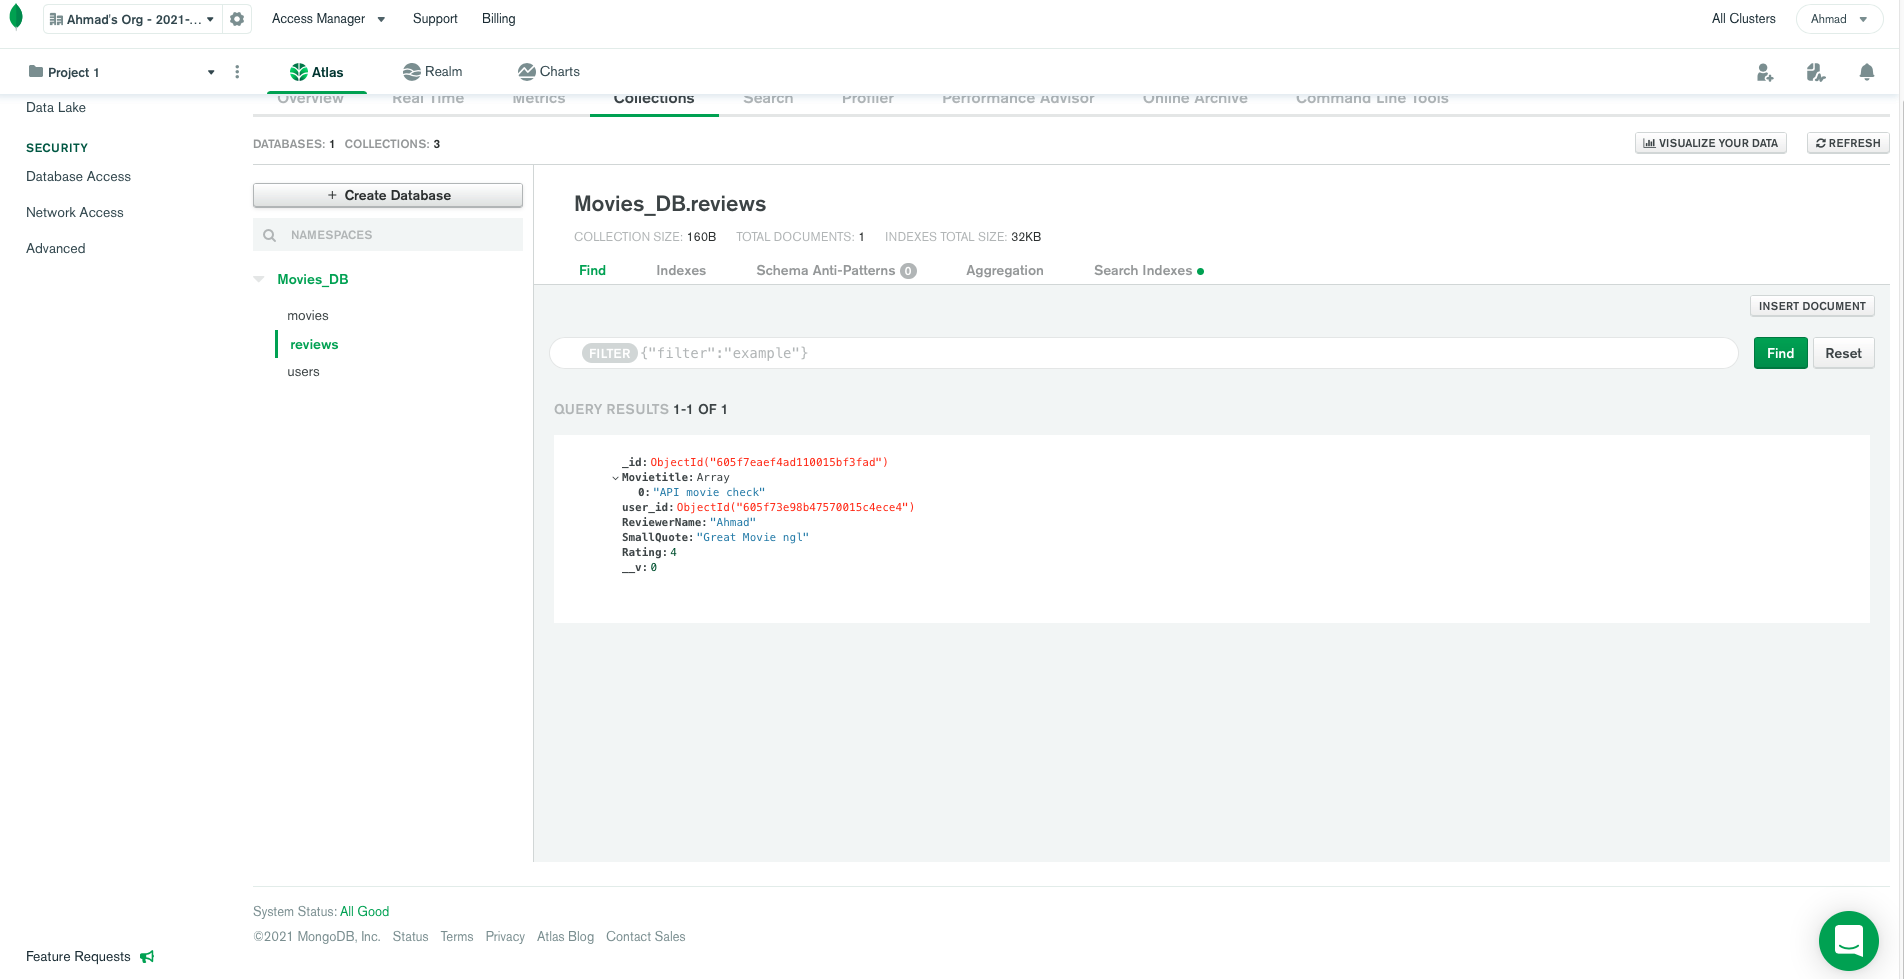 Ahmad's Org - 2021-...
Access Manager
Support
Billing
All Clusters
Ahmad
Project 1
Atlas
Realm
Charts
Data Lake
SECURITY
Database Access
Network Access
Advanced
Overview
Real Time
Metrics
Collections
Search
Profiler
Performance Advisor
Online Archive
Command Line Tools
DATABASES: 1 COLLECTIONS: 3
VISUALIZE YOUR DATA
REFRESH
+ Create Database
NAMESPACES
Movies_DB
movies
reviews
users
Movies_DB.reviews
COLLECTION SIZE: 160B TOTAL DOCUMENTS: 1 INDEXES TOTAL SIZE: 32KB
Find
Indexes
Schema Anti-Patterns 0
Aggregation
Search Indexes
INSERT DOCUMENT
FILTER {"filter":"example"}
Find
Reset
QUERY RESULTS 1-1 OF 1
_id: ObjectId("605f7eaef4ad110015bf3fad")
Movietitle: Array
0: "API movie check"
user_id: ObjectId("605f73e98b47570015c4ece4")
ReviewerName: "Ahmad"
SmallQuote: "Great Movie ngl"
Rating: 4
__v: 0
System Status: All Good
©2021 MongoDB, Inc. Status Terms Privacy Atlas Blog Contact Sales
Feature Requests